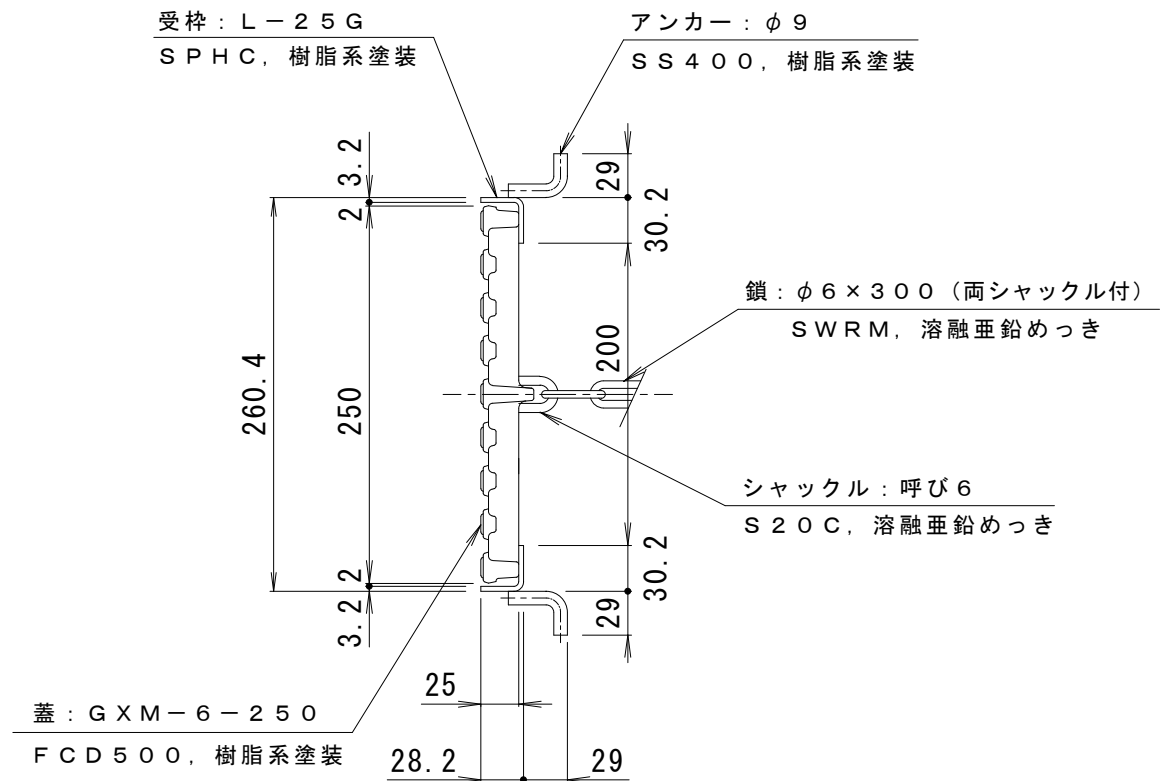 受枠：Ｌ－２５Ｇ
ＳＰＨＣ，樹脂系塗装
アンカー：φ９
ＳＳ４００，樹脂系塗装
3.2
2
29
30.2
鎖：φ６×３００（両シャックル付）
ＳＷＲＭ，溶融亜鉛めっき
260.4
250
200
シャックル：呼び６
Ｓ２０Ｃ，溶融亜鉛めっき
2
3.2
30.2
29
25
蓋：ＧＸＭ－６－２５０
ＦＣＤ５００，樹脂系塗装
28.2
29